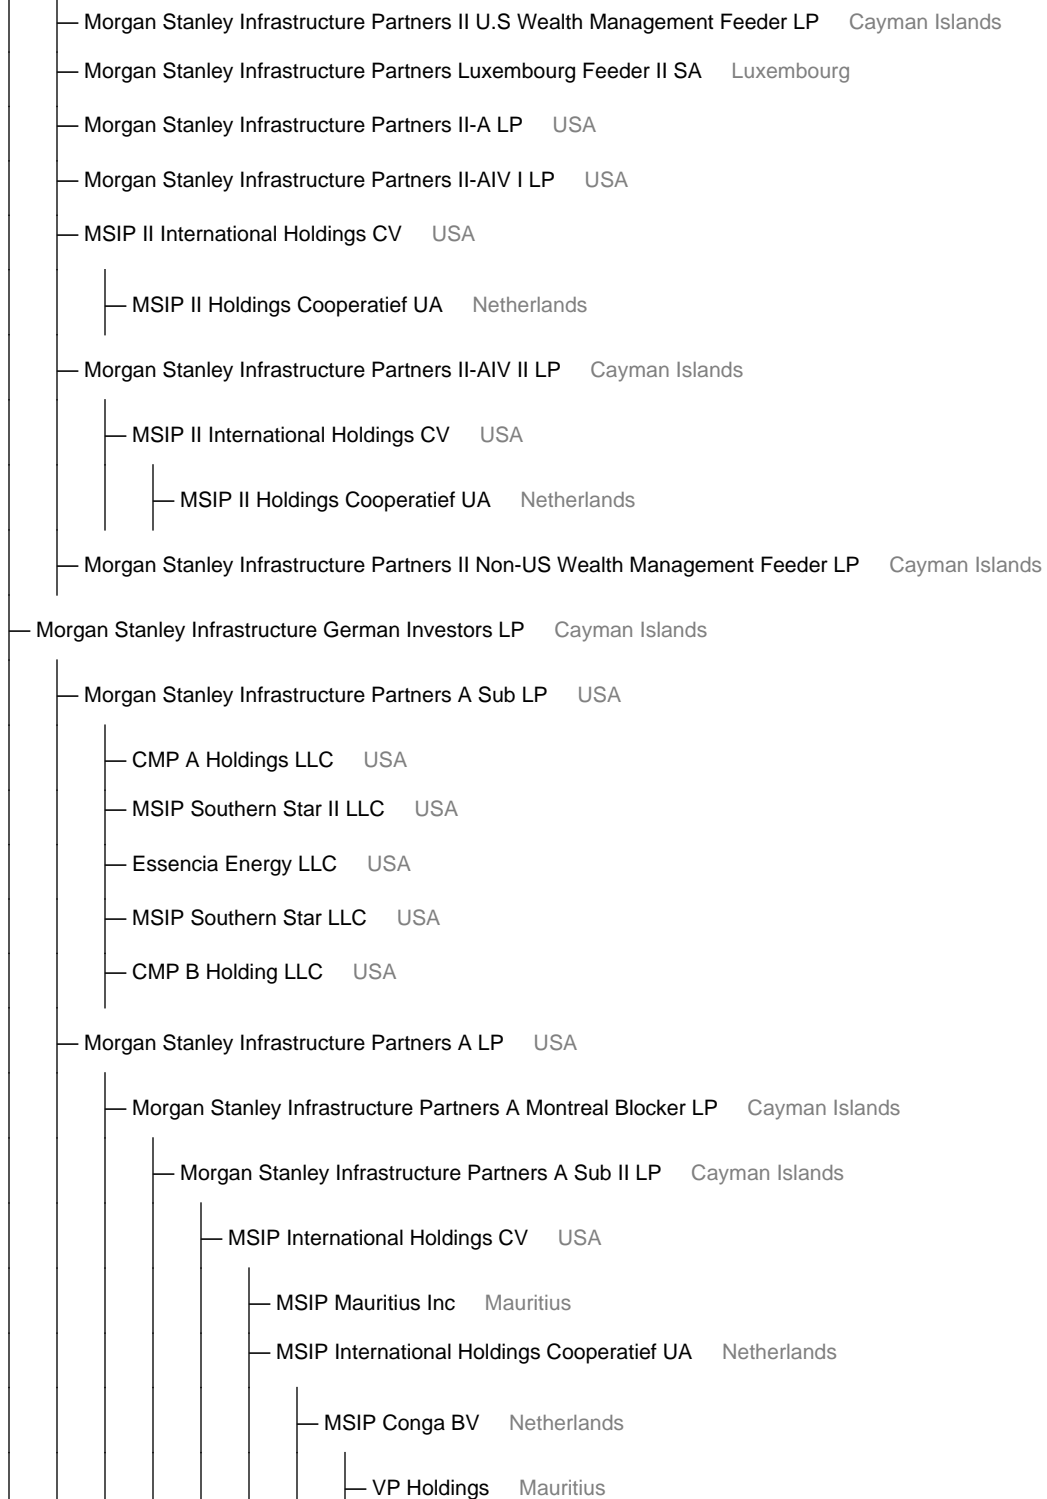 Morgan Stanley Infrastructure Partners II U.S Wealth Management Feeder LP Cayman Islands
Morgan Stanley Infrastructure Partners Luxembourg Feeder II SA Luxembourg
Morgan Stanley Infrastructure Partners II-A LP USA
Morgan Stanley Infrastructure Partners II-AIV I LP USA
MSIP II International Holdings CV USA
MSIP II Holdings Cooperatief UA Netherlands
Morgan Stanley Infrastructure Partners II-AIV II LP Cayman Islands
MSIP II International Holdings CV USA
MSIP II Holdings Cooperatief UA Netherlands
Morgan Stanley Infrastructure Partners II Non-US Wealth Management Feeder LP Cayman Islands
Morgan Stanley Infrastructure German Investors LP Cayman Islands
Morgan Stanley Infrastructure Partners A Sub LP USA
CMP A Holdings LLC USA
MSIP Southern Star II LLC USA
Essencia Energy LLC USA
MSIP Southern Star LLC USA
CMP B Holding LLC USA
Morgan Stanley Infrastructure Partners A LP USA
Morgan Stanley Infrastructure Partners A Montreal Blocker LP Cayman Islands
Morgan Stanley Infrastructure Partners A Sub II LP Cayman Islands
MSIP International Holdings CV USA
MSIP Mauritius Inc Mauritius
MSIP International Holdings Cooperatief UA Netherlands
MSIP Conga BV Netherlands
VP Holdings Mauritius